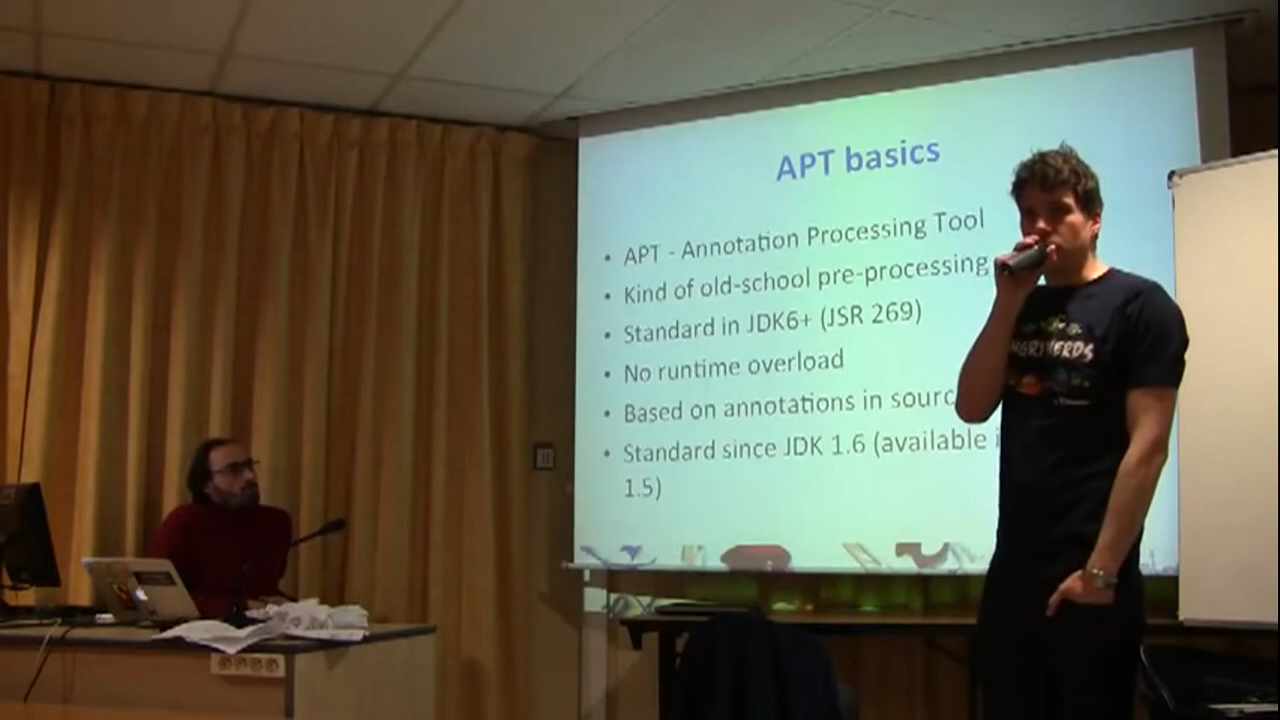 APT basics
• APT - Annotation Processing Tool
• Kind of old-school pre-processing
• Standard in JDK6+ (JSR 269)
• No runtime overload
• Based on annotations in
• Standard since JDK 1.6 (available
1.5)